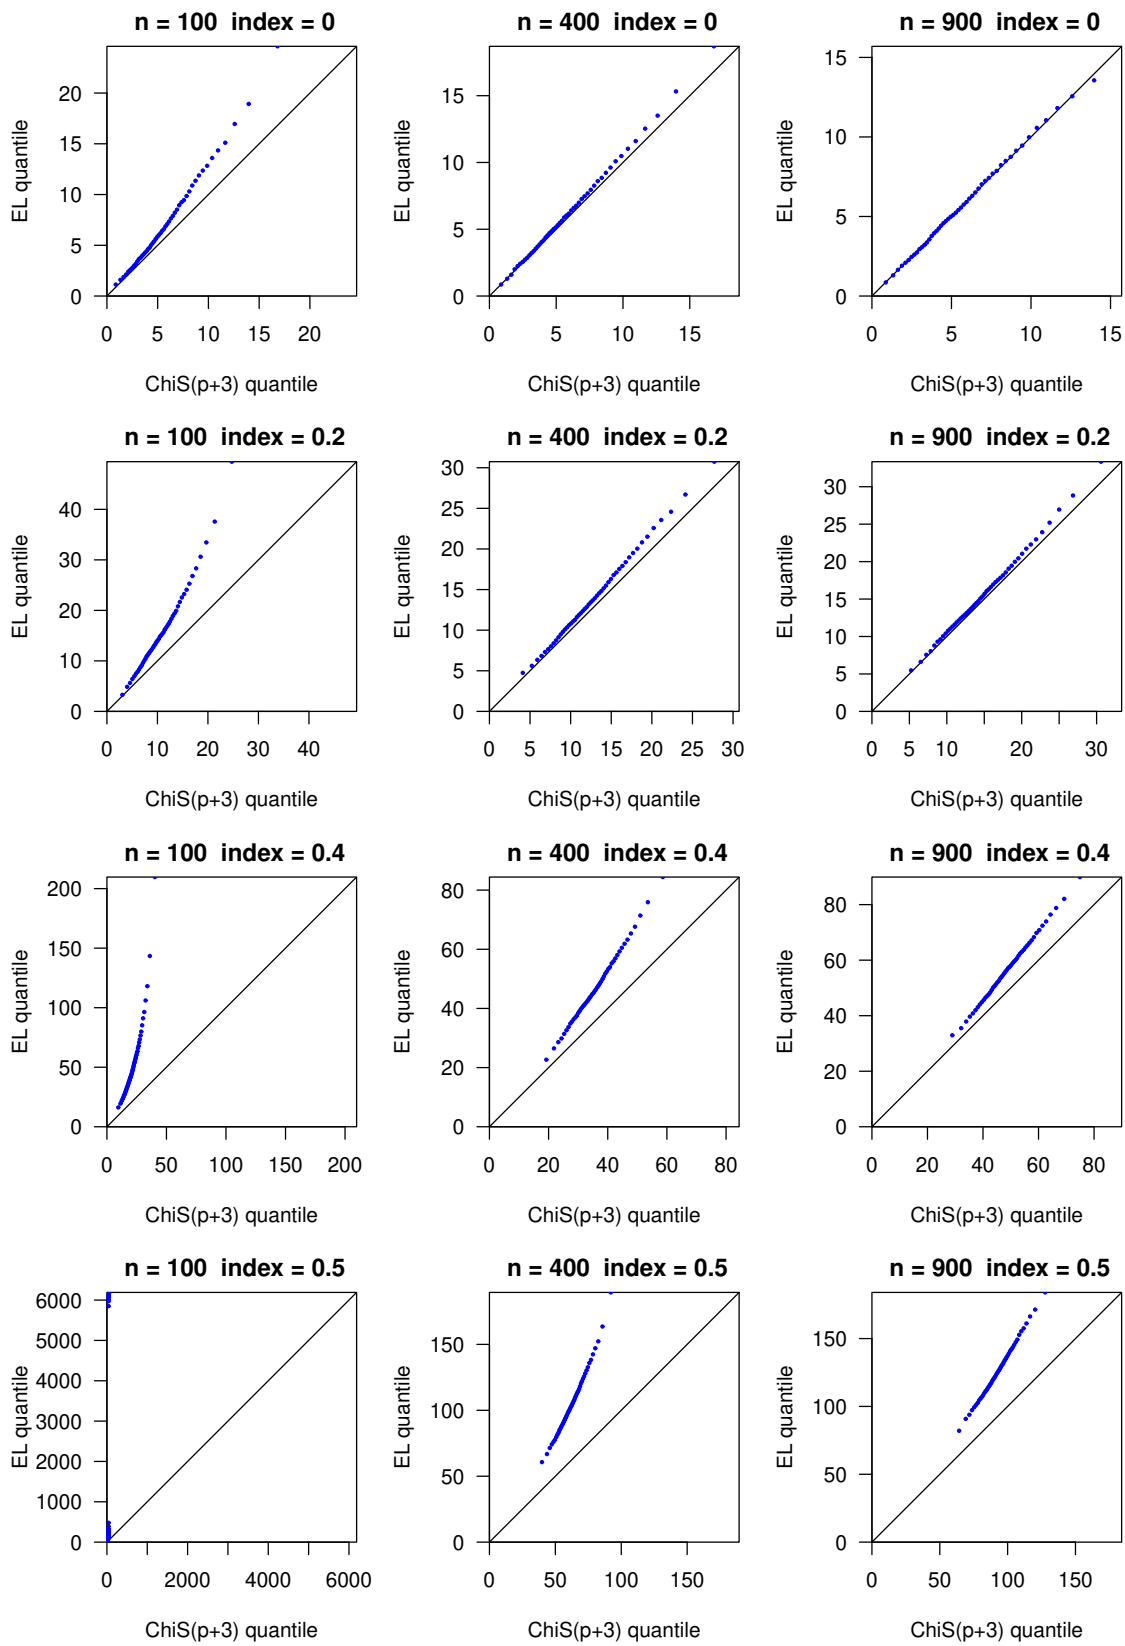 n = 100  index = 0
EL quantile
20
15
10
5
0
0 5 10 15 20
ChiS(p+3) quantile
n = 400  index = 0
EL quantile
15
10
5
0
0 5 10 15
ChiS(p+3) quantile
n = 900  index = 0
EL quantile
15
10
5
0
0 5 10 15
ChiS(p+3) quantile
n = 100  index = 0.2
EL quantile
40
30
20
10
0
0 10 20 30 40
ChiS(p+3) quantile
n = 400  index = 0.2
EL quantile
30
25
20
15
10
5
0
0 5 10 15 20 25 30
ChiS(p+3) quantile
n = 900  index = 0.2
EL quantile
30
25
20
15
10
5
0
0 5 10 20 30
ChiS(p+3) quantile
n = 100  index = 0.4
EL quantile
200
150
100
50
0
0 50 100 150 200
ChiS(p+3) quantile
n = 400  index = 0.4
EL quantile
80
60
40
20
0
0 20 40 60 80
ChiS(p+3) quantile
n = 900  index = 0.4
EL quantile
80
60
40
20
0
0 20 40 60 80
ChiS(p+3) quantile
n = 100  index = 0.5
EL quantile
6000
5000
4000
3000
2000
1000
0
0 2000 4000 6000
ChiS(p+3) quantile
n = 400  index = 0.5
EL quantile
150
100
50
0
0 50 100 150
ChiS(p+3) quantile
n = 900  index = 0.5
EL quantile
150
100
50
0
0 50 100 150
ChiS(p+3) quantile